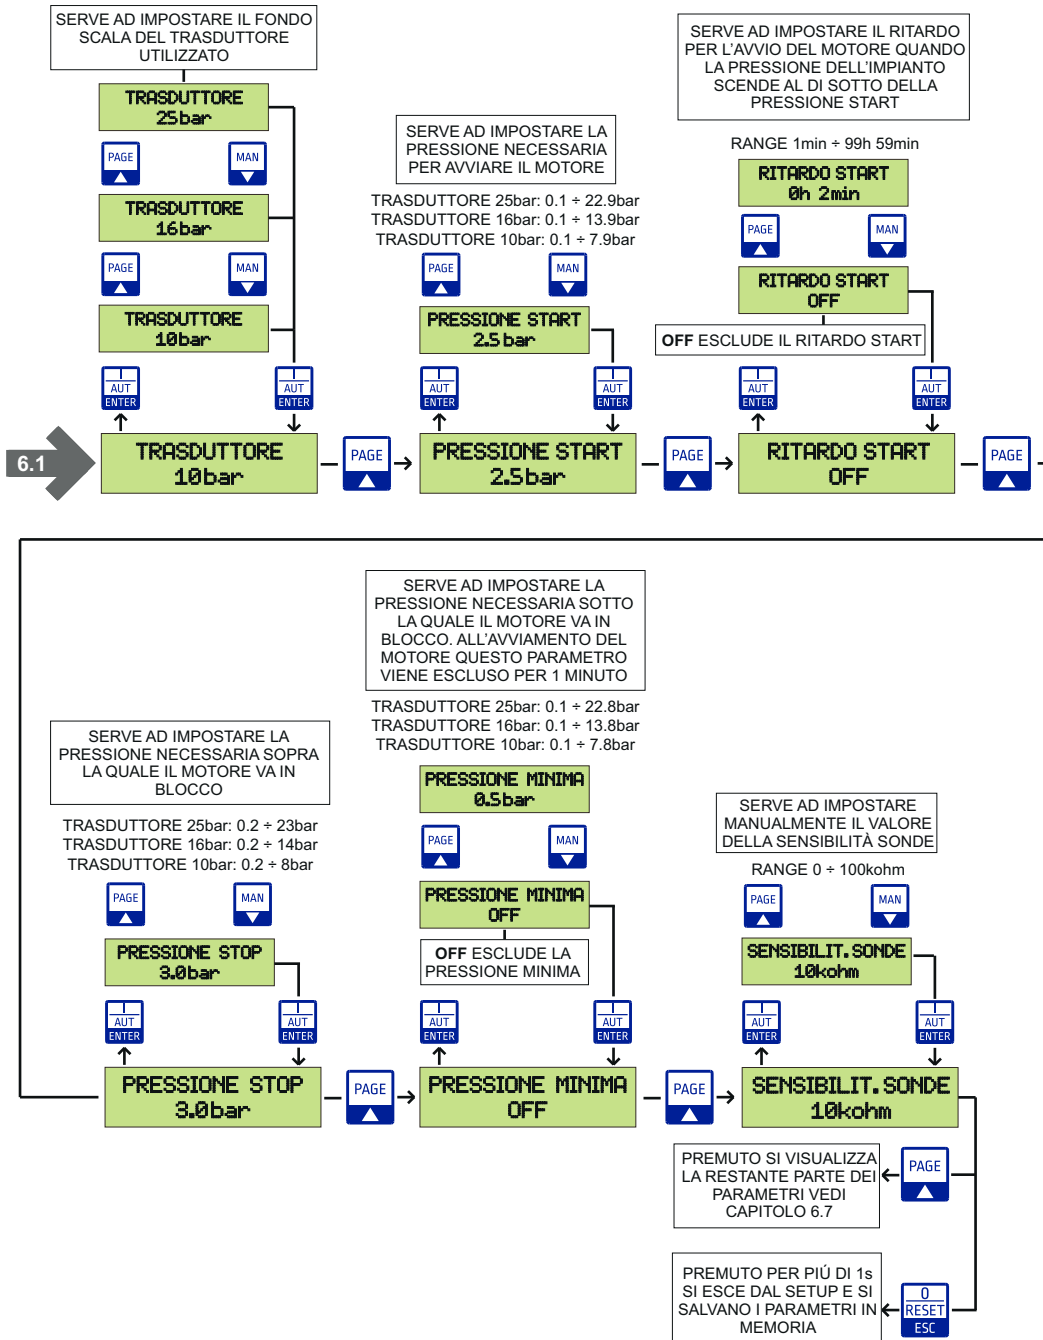 SERVE AD IMPOSTARE IL FONDO
SCALA DEL TRASDUTTORE
UTILIZZATO
TRASDUTTORE
25bar
PAGE
MAN
TRASDUTTORE
16bar
PAGE
MAN
TRASDUTTORE
10bar
I
AUT
ENTER
I
AUT
ENTER
6.1
TRASDUTTORE
10bar
PAGE
SERVE AD IMPOSTARE LA
PRESSIONE NECESSARIA
PER AVVIARE IL MOTORE
TRASDUTTORE 25bar: 0.1 ÷ 22.9bar
TRASDUTTORE 16bar: 0.1 ÷ 13.9bar
TRASDUTTORE 10bar: 0.1 ÷ 7.9bar
PAGE
MAN
PRESSIONE START
2.5bar
I
AUT
ENTER
I
AUT
ENTER
PRESSIONE START
2.5bar
PAGE
SERVE AD IMPOSTARE IL RITARDO
PER L'AVVIO DEL MOTORE QUANDO
LA PRESSIONE DELL'IMPIANTO
SCENDE AL DI SOTTO DELLA
PRESSIONE START
RANGE 1min ÷ 99h 59min
RITARDO START
0h 2min
PAGE
MAN
RITARDO START
OFF
OFF ESCLUDE IL RITARDO START
I
AUT
ENTER
I
AUT
ENTER
RITARDO START
OFF
PAGE
SERVE AD IMPOSTARE LA
PRESSIONE NECESSARIA SOPRA
LA QUALE IL MOTORE VA IN
BLOCCO
TRASDUTTORE 25bar: 0.2 ÷ 23bar
TRASDUTTORE 16bar: 0.2 ÷ 14bar
TRASDUTTORE 10bar: 0.2 ÷ 8bar
PAGE
MAN
PRESSIONE STOP
3.0bar
I
AUT
ENTER
I
AUT
ENTER
PRESSIONE STOP
3.0bar
PAGE
SERVE AD IMPOSTARE LA
PRESSIONE NECESSARIA SOTTO
LA QUALE IL MOTORE VA IN
BLOCCO. ALL'AVVIAMENTO DEL
MOTORE QUESTO PARAMETRO
VIENE ESCLUSO PER 1 MINUTO
TRASDUTTORE 25bar: 0.1 ÷ 22.8bar
TRASDUTTORE 16bar: 0.1 ÷ 13.8bar
TRASDUTTORE 10bar: 0.1 ÷ 7.8bar
PRESSIONE MINIMA
0.5bar
PAGE
MAN
PRESSIONE MINIMA
OFF
OFF ESCLUDE LA
PRESSIONE MINIMA
I
AUT
ENTER
I
AUT
ENTER
PRESSIONE MINIMA
OFF
PAGE
SERVE AD IMPOSTARE
MANUALMENTE IL VALORE
DELLA SENSIBILITÀ SONDE
RANGE 0 ÷ 100kohm
PAGE
MAN
SENSIBILIT.SONDE
10kohm
I
AUT
ENTER
I
AUT
ENTER
SENSIBILIT.SONDE
10kohm
PREMUTO SI VISUALIZZA
LA RESTANTE PARTE DEI
PARAMETRI VEDI
CAPITOLO 6.7
PAGE
PREMUTO PER PIÚ DI 1s
SI ESCE DAL SETUP E SI
SALVANO I PARAMETRI IN
MEMORIA
0
RESET
ESC